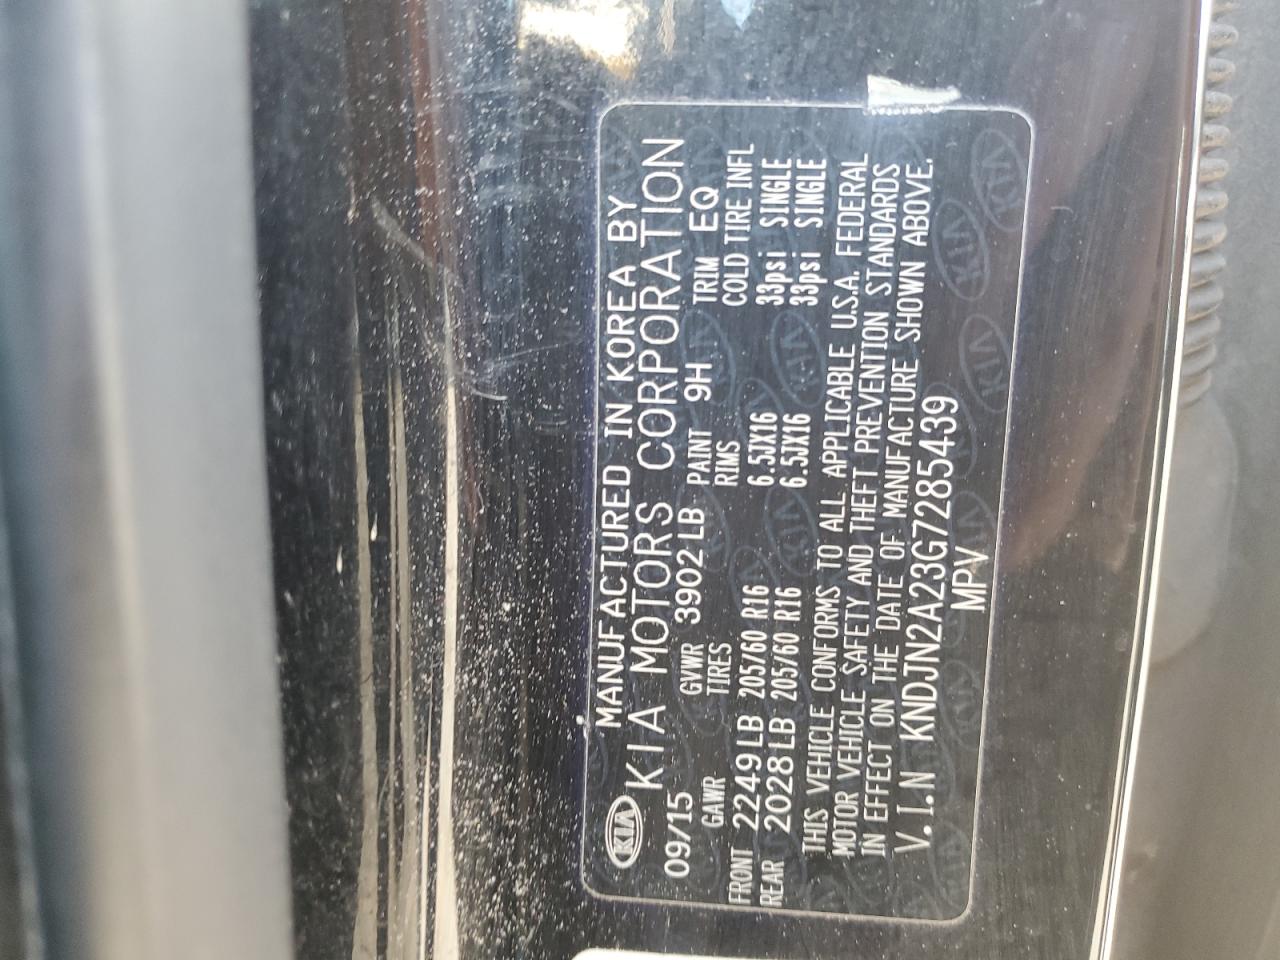 MANUFACTURED IN KOREA BY
KIA KIA MOTORS CORPORATION
09/15 GVWR 3902 LB PAINT 9H TRIM EQ
GAWR TIRES RIMS COLD TIRE INFL
FRONT 2249 LB 205/60 R16 6.5JX16 33psi SINGLE
REAR 2028 LB 205/60 R16 6.5JX16 33psi SINGLE
THIS VEHICLE CONFORMS TO ALL APPLICABLE U.S.A. FEDERAL
MOTOR VEHICLE SAFETY AND THEFT PREVENTION STANDARDS
IN EFFECT ON THE DATE OF MANUFACTURE SHOWN ABOVE.
V.I.N KNDJN2A23G7285439
MPV